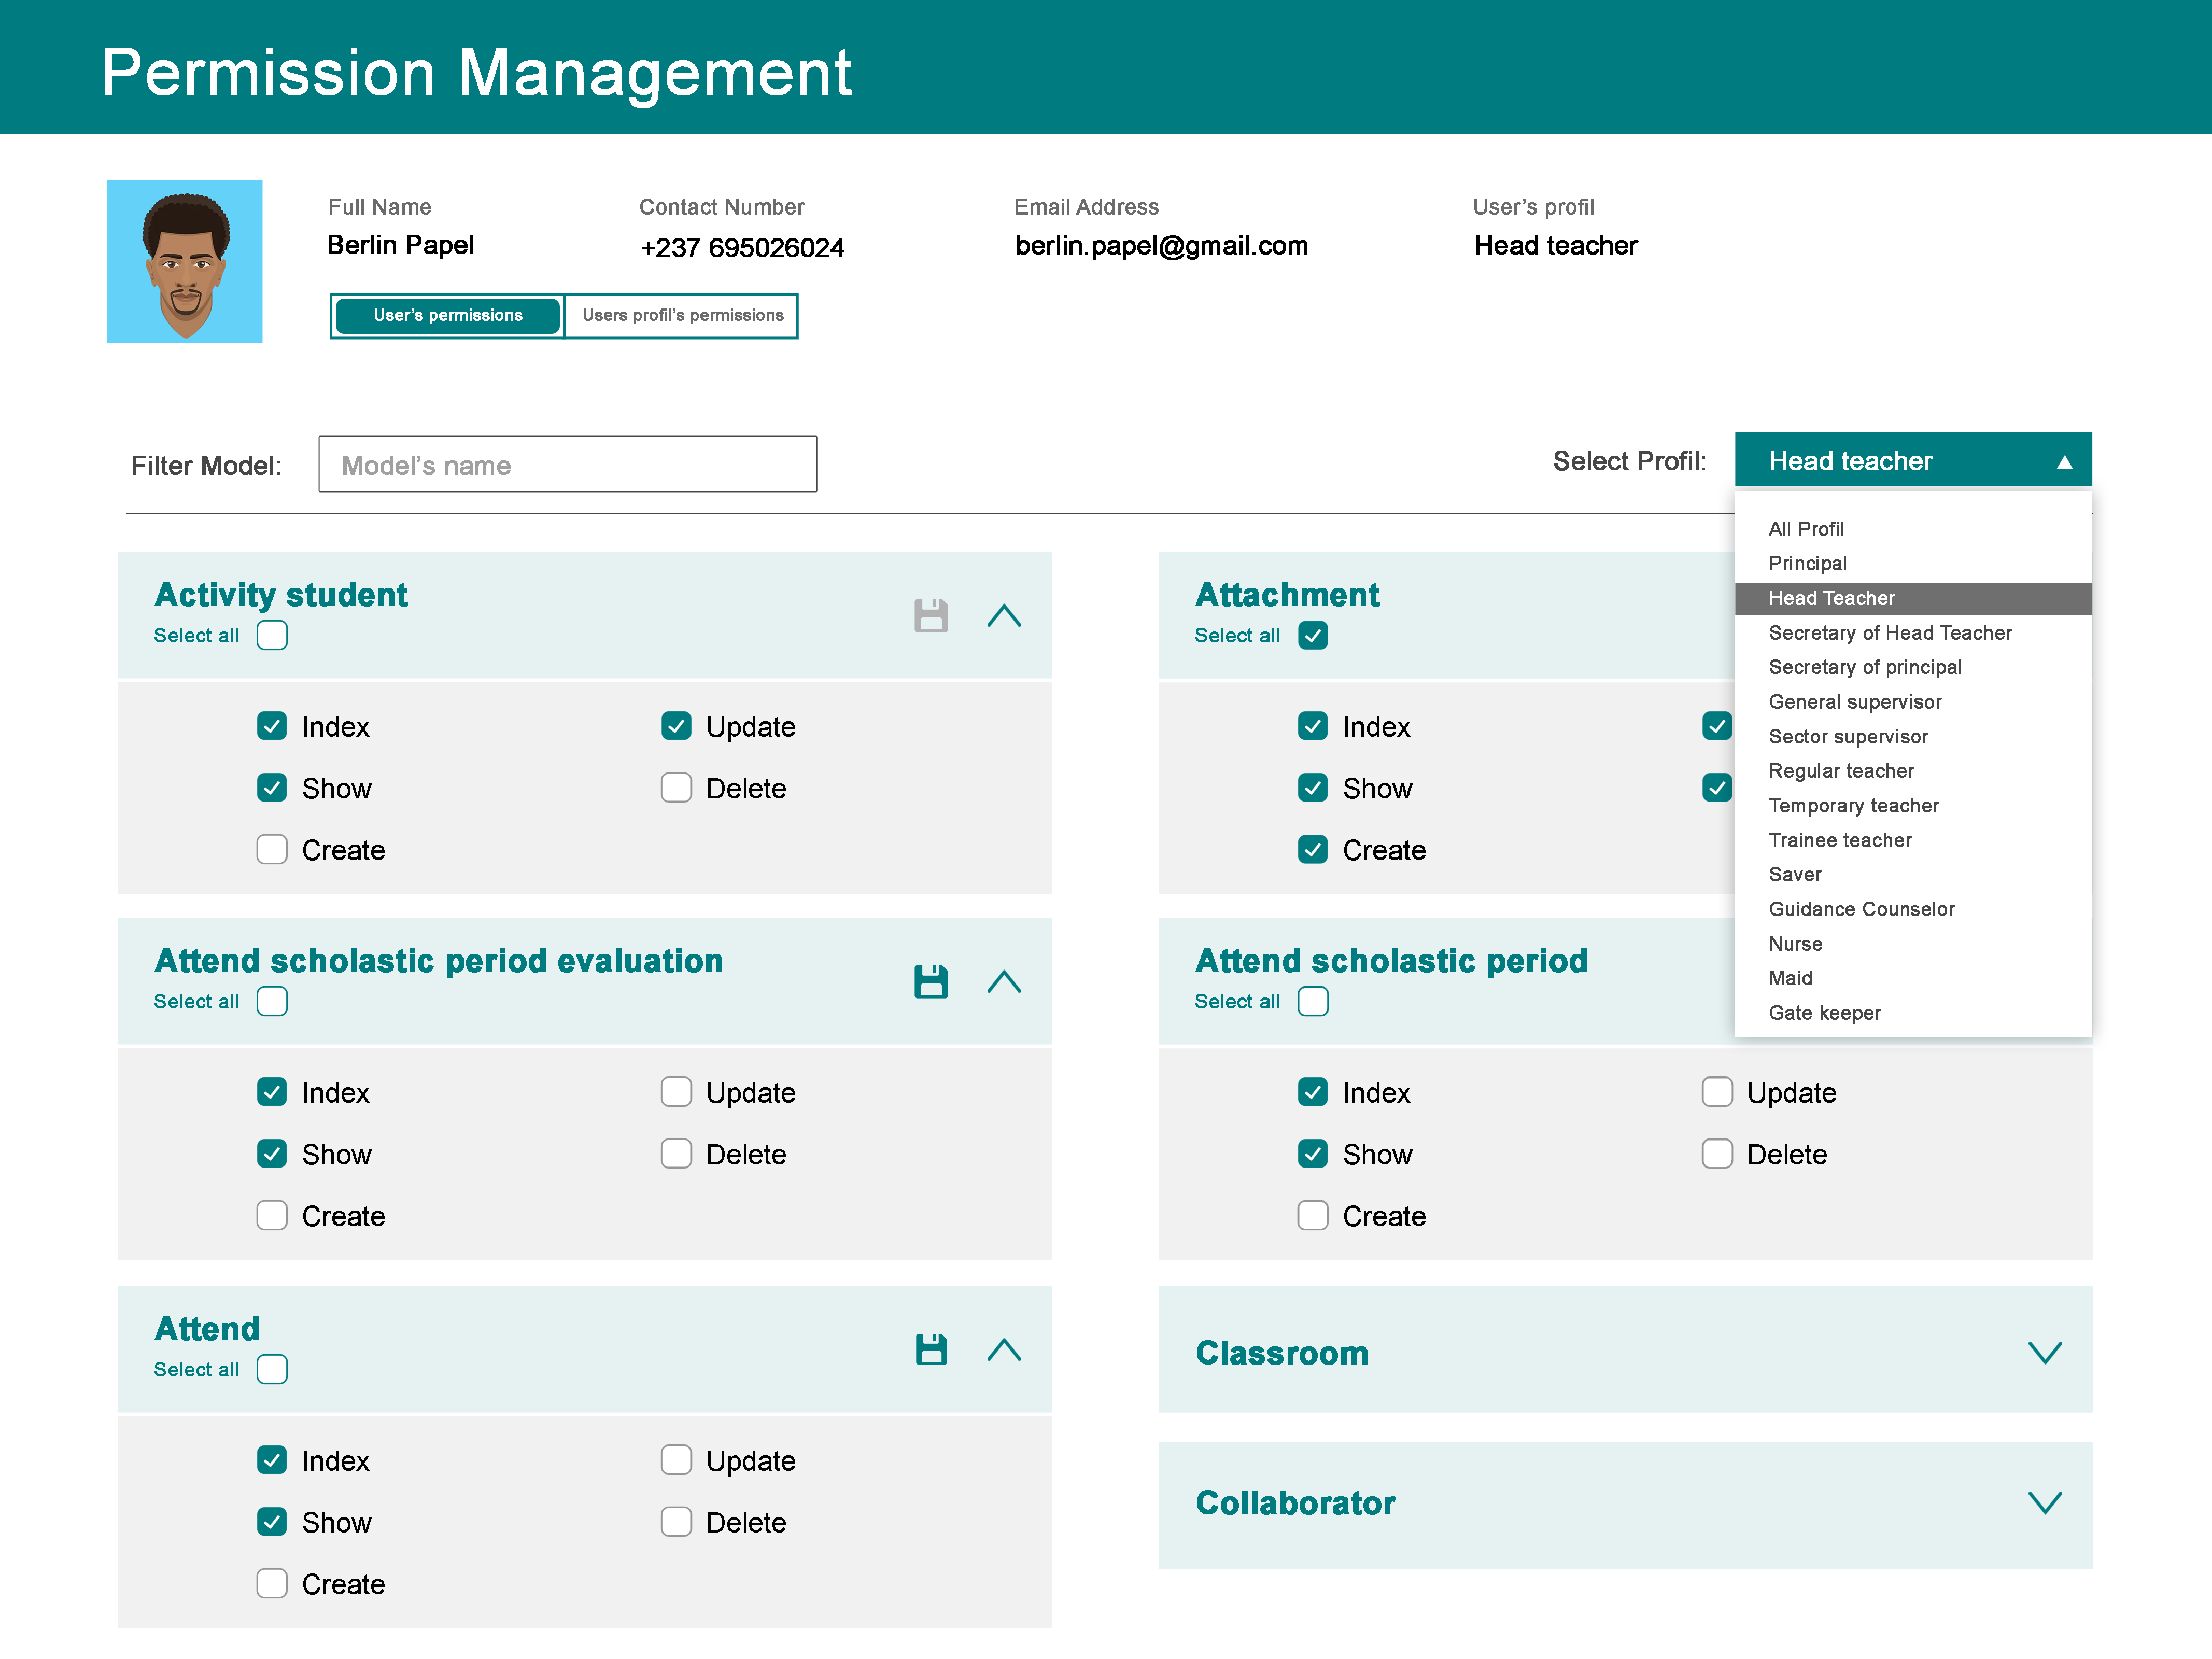 Permission Management
Full Name
Berlin Papel
Contact Number
+237 695026024
Email Address
berlin.papel@gmail.com
User’s profil
Head teacher
User’s permissions
Users profil’s permissions
Filter Model:
Model’s name
Select Profil:
Head teacher
All Profil
Principal
Head Teacher
Secretary of Head Teacher
Secretary of principal
General supervisor
Sector supervisor
Regular teacher
Temporary teacher
Trainee teacher
Saver
Guidance Counselor
Nurse
Maid
Gate keeper
Activity student
Select all
Index
Update
Show
Delete
Create
Attachment
Select all
Index
Show
Create
Attend scholastic period evaluation
Select all
Index
Update
Show
Delete
Create
Attend scholastic period
Select all
Index
Update
Show
Delete
Create
Attend
Select all
Index
Update
Show
Delete
Create
Classroom
Collaborator